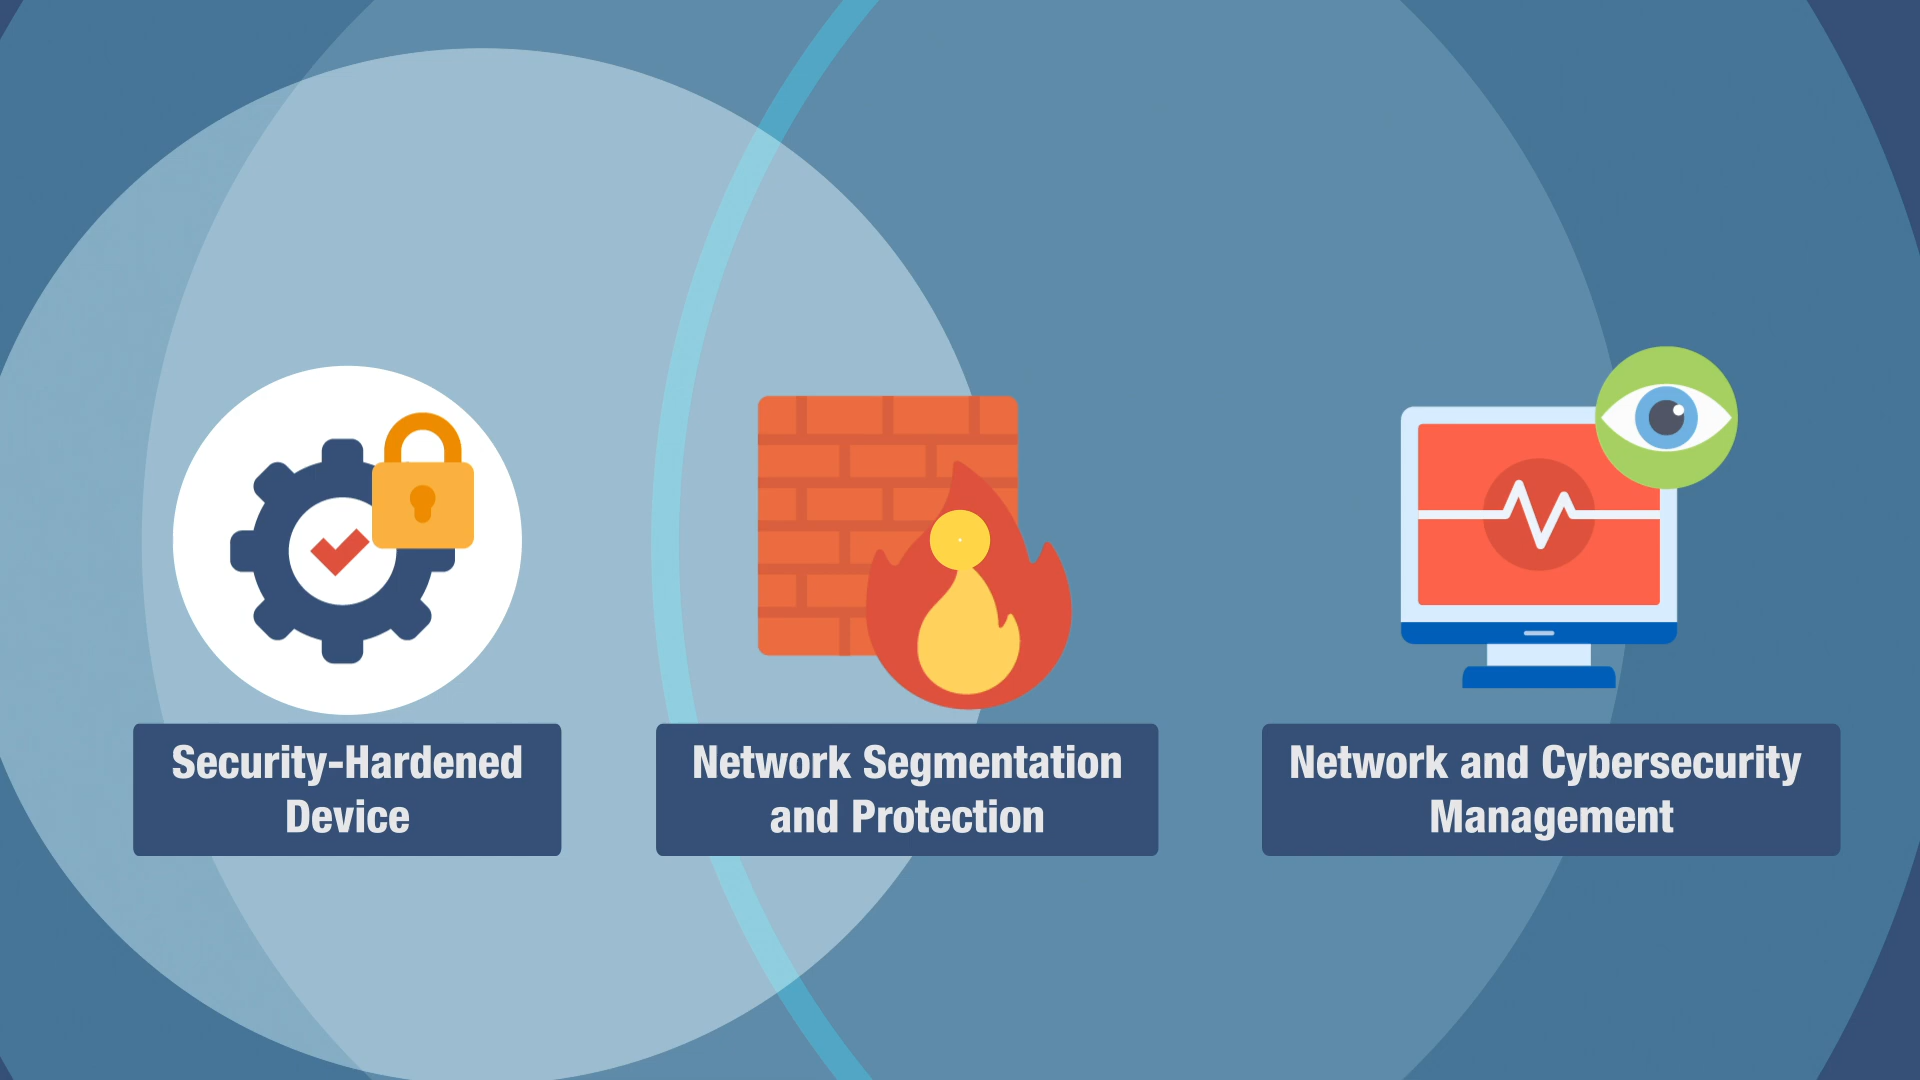 Security-Hardened
Device
Network Segmentation
and Protection
Network and Cybersecurity
Management